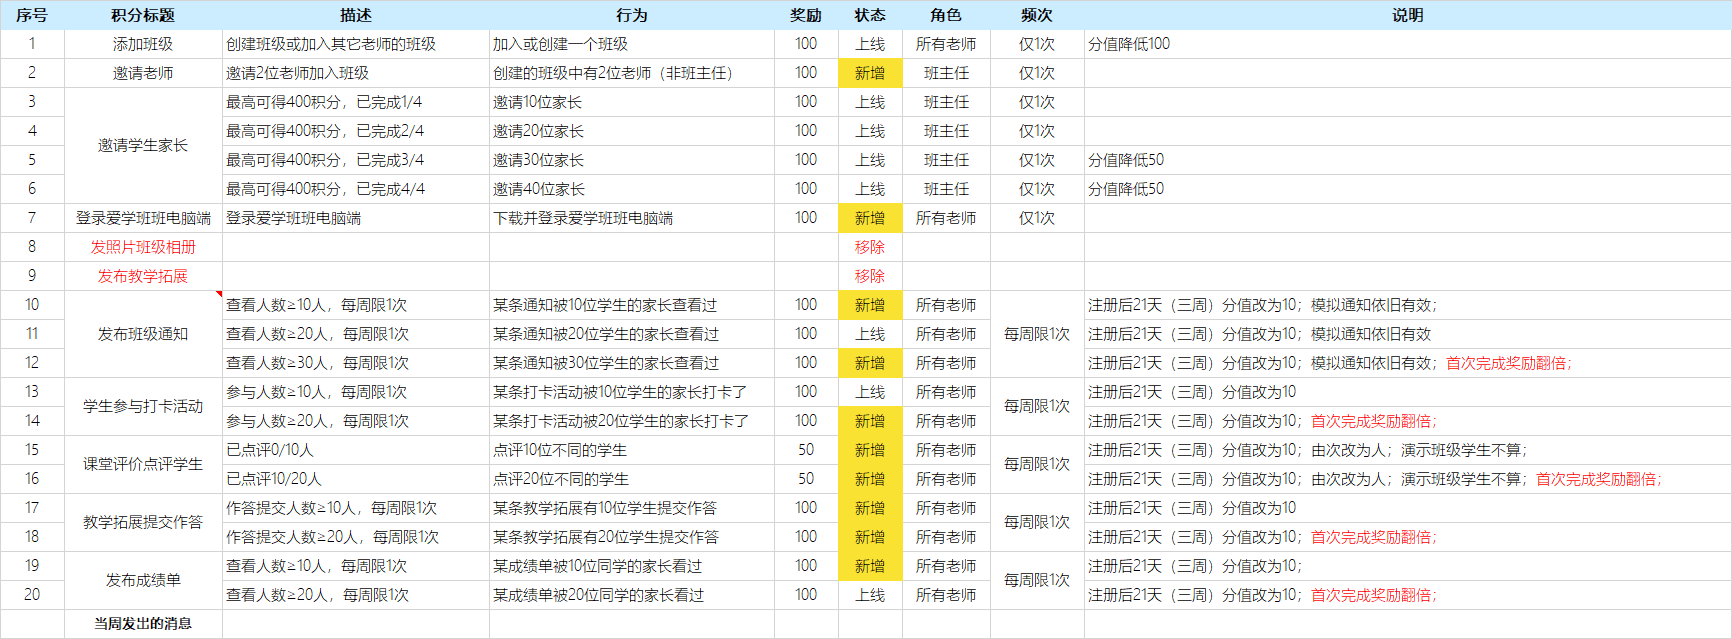 序号 积分标题 描述 行为 奖励 状态 角色 频次 说明
1 添加班级 创建班级或加入其它老师的班级 加入或创建一个班级 100 上线 所有老师 仅1次 分值降低100
2 邀请老师 邀请2位老师加入班级 创建的班级中有2位老师（非班主任） 100 新增 班主任 仅1次
3 邀请学生家长 最高可得400积分，已完成1/4 邀请10位家长 100 上线 班主任 仅1次
4 最高可得400积分，已完成2/4 邀请20位家长 100 上线 班主任 仅1次
5 最高可得400积分，已完成3/4 邀请30位家长 100 上线 班主任 仅1次 分值降低50
6 最高可得400积分，已完成4/4 邀请40位家长 100 上线 班主任 仅1次 分值降低50
7 登录爱学班班电脑端 登录爱学班班电脑端 下载并登录爱学班班电脑端 100 新增 所有老师 仅1次
8 发照片班级相册 移除
9 发布教学拓展 移除
10 发布班级通知 查看人数≥10人，每周限1次 某条通知被10位学生的家长查看过 100 新增 所有老师 每周限1次 注册后21天（三周）分值改为10；模拟通知依旧有效；
11 查看人数≥20人，每周限1次 某条通知被20位学生的家长查看过 100 上线 所有老师 注册后21天（三周）分值改为10；模拟通知依旧有效
12 查看人数≥30人，每周限1次 某条通知被30位学生的家长查看过 100 新增 所有老师 注册后21天（三周）分值改为10；模拟通知依旧有效；首次完成奖励翻倍；
13 学生参与打卡活动 参与人数≥10人，每周限1次 某条打卡活动被10位学生的家长打卡了 100 上线 所有老师 每周限1次 注册后21天（三周）分值改为10
14 参与人数≥20人，每周限1次 某条打卡活动被20位学生的家长打卡了 100 新增 所有老师 注册后21天（三周）分值改为10；首次完成奖励翻倍；
15 课堂评价点评学生 已点评0/10人 点评10位不同的学生 50 新增 所有老师 每周限1次 注册后21天（三周）分值改为10；由次改为人；演示班级学生不算；
16 已点评10/20人 点评20位不同的学生 50 新增 所有老师 注册后21天（三周）分值改为10；由次改为人；演示班级学生不算；首次完成奖励翻倍；
17 教学拓展提交作答 作答提交人数≥10人，每周限1次 某条教学拓展有10位学生提交作答 100 新增 所有老师 每周限1次 注册后21天（三周）分值改为10
18 作答提交人数≥20人，每周限1次 某条教学拓展有20位学生提交作答 100 新增 所有老师 注册后21天（三周）分值改为10；首次完成奖励翻倍；
19 发布成绩单 查看人数≥10人，每周限1次 某成绩单被10位同学的家长看过 100 新增 所有老师 每周限1次 注册后21天（三周）分值改为10；
20 查看人数≥20人，每周限1次 某成绩单被20位同学的家长看过 100 上线 所有老师 注册后21天（三周）分值改为10；首次完成奖励翻倍；
当周发出的消息